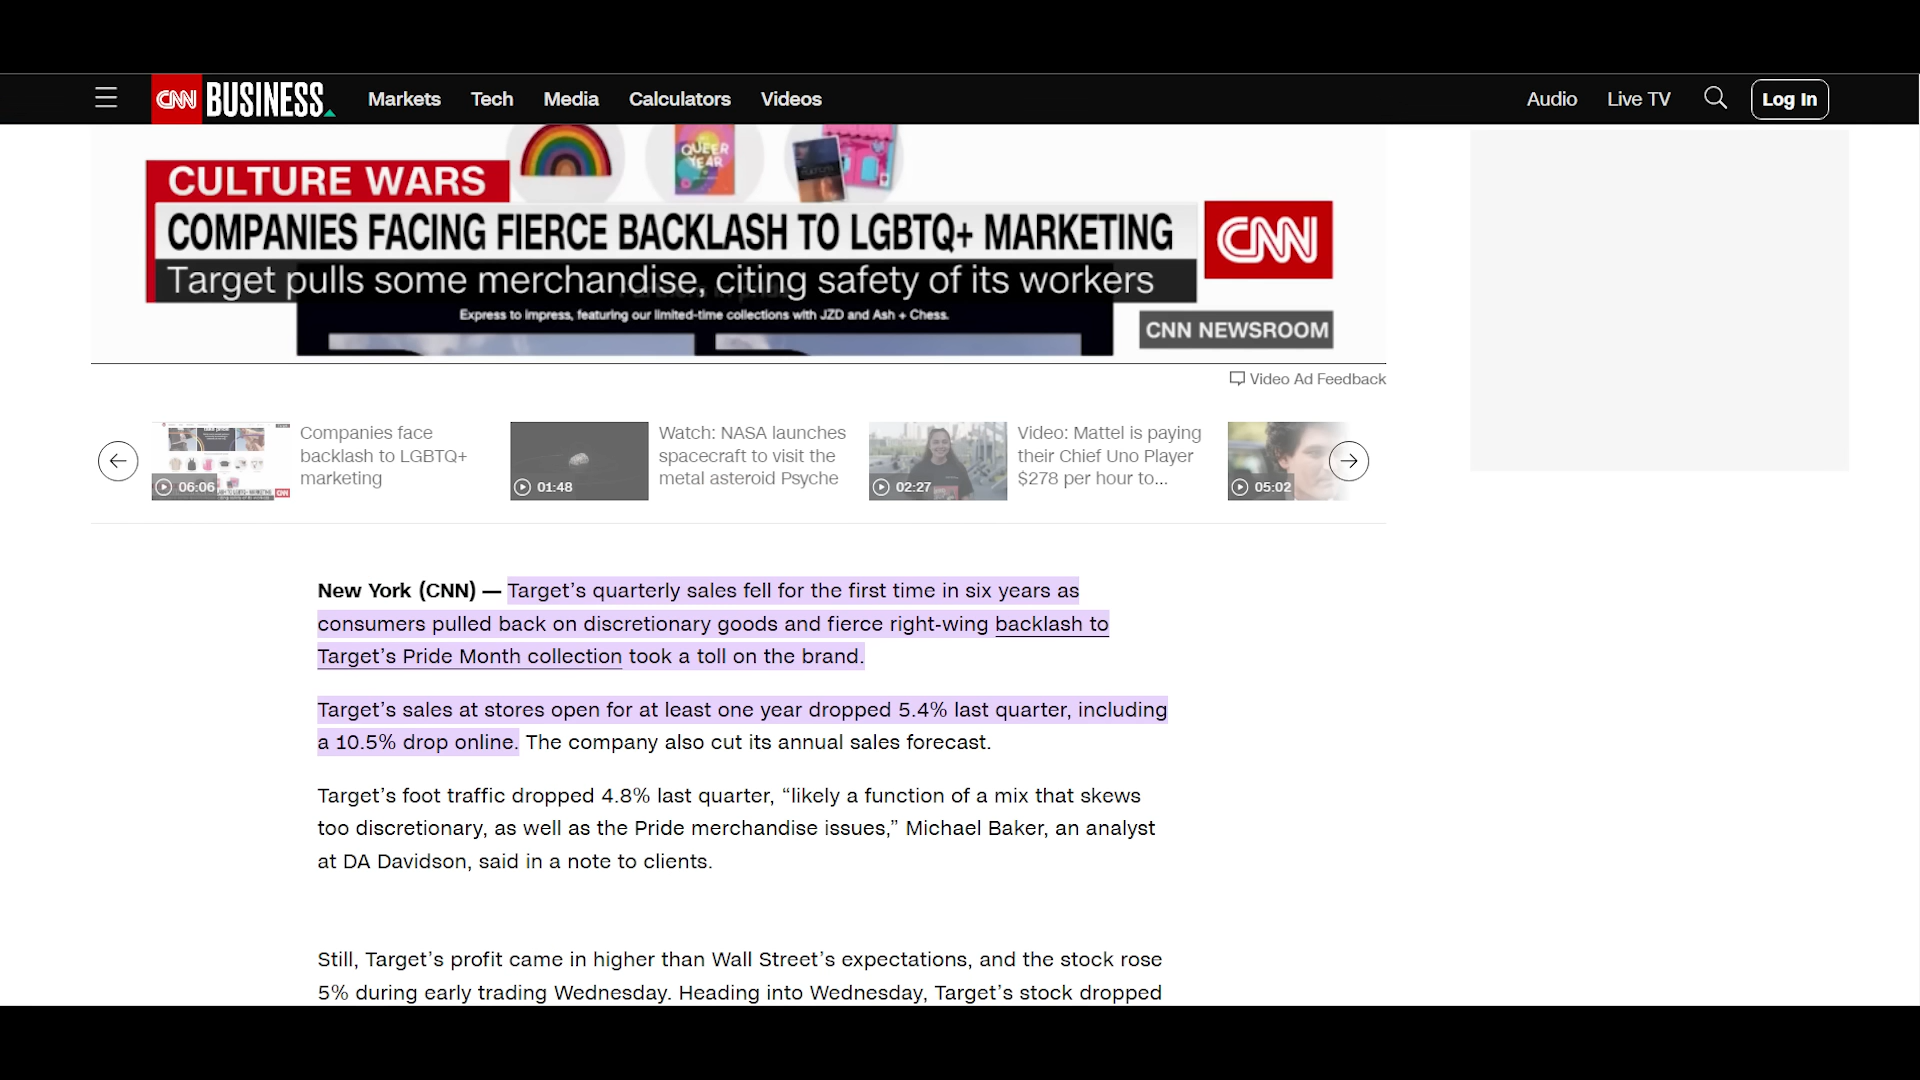 CNN BUSINESS
Markets
Tech
Media
Calculators
Videos
Audio
Live TV
Log In
QUEER
YEAR
CULTURE WARS
COMPANIES FACING FIERCE BACKLASH TO LGBTQ+ MARKETING
CNN
Target pulls some merchandise, citing safety of its workers
Express to impress, featuring our limited-time collections with JZD and Ash + Chess.
CNN NEWSROOM
Video Ad Feedback
06:06
Companies face
backlash to LGBTQ+
marketing
01:48
Watch: NASA launches
spacecraft to visit the
metal asteroid Psyche
02:27
Video: Mattel is paying
their Chief Uno Player
$278 per hour to...
05:02
New York (CNN) — Target’s quarterly sales fell for the first time in six years as
consumers pulled back on discretionary goods and fierce right-wing backlash to
Target’s Pride Month collection took a toll on the brand.
Target’s sales at stores open for at least one year dropped 5.4% last quarter, including
a 10.5% drop online. The company also cut its annual sales forecast.
Target’s foot traffic dropped 4.8% last quarter, “likely a function of a mix that skews
too discretionary, as well as the Pride merchandise issues,” Michael Baker, an analyst
at DA Davidson, said in a note to clients.
Still, Target’s profit came in higher than Wall Street’s expectations, and the stock rose
5% during early trading Wednesday. Heading into Wednesday, Target’s stock dropped